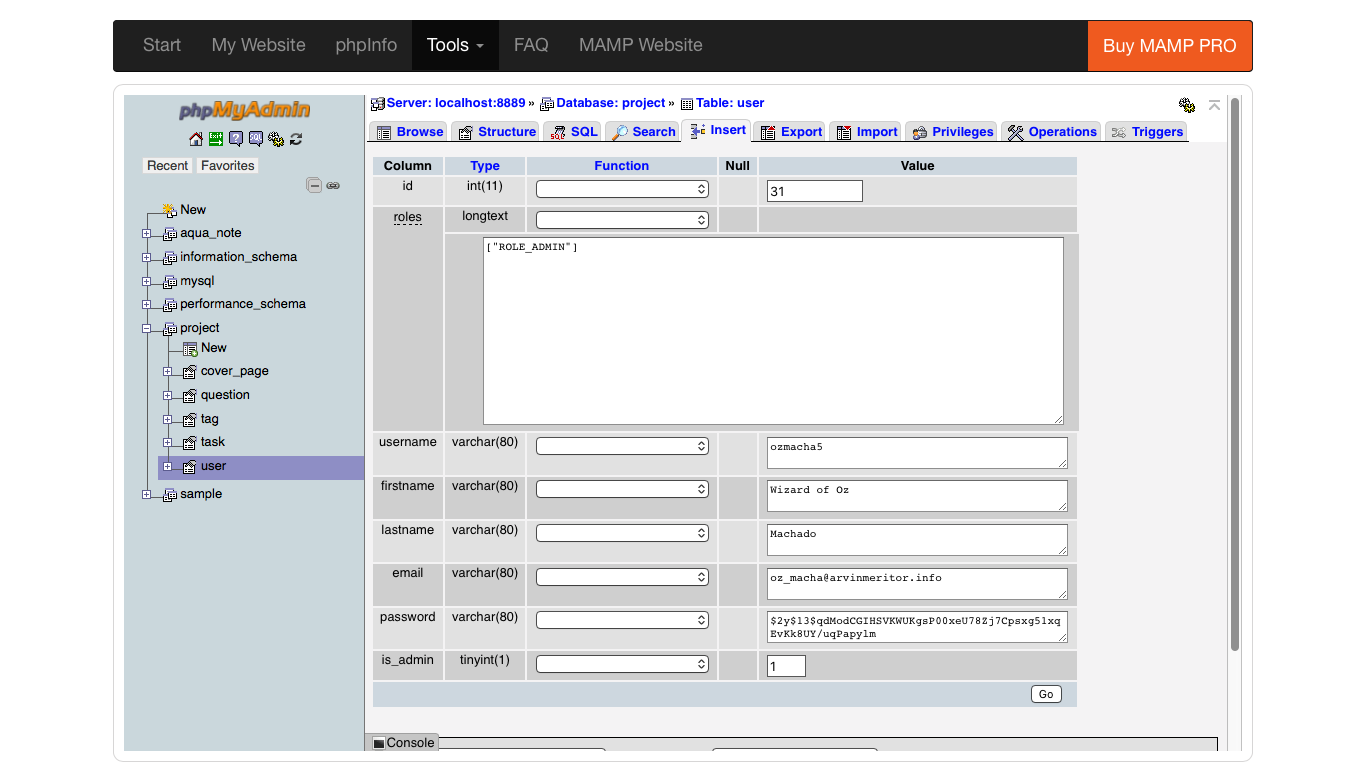 Start My Website phpInfo Tools FAQ MAMP Website Buy MAMP PRO
phpMyAdmin
Recent Favorites
New
aqua_note
information_schema
mysql
performance_schema
project
New
cover_page
question
tag
task
user
sample
Server: localhost:8889 » Database: project » Table: user
Browse Structure SQL Search Insert Export Import Privileges Operations Triggers
Column Type Function Null Value
id int(11) 31
roles longtext
["ROLE_ADMIN"]
username varchar(80) ozmacha5
firstname varchar(80) Wizard of Oz
lastname varchar(80) Machado
email varchar(80) oz_macha@arvinmeritor.info
password varchar(80) $2y$13$qdModCGIHSVKWUKgsP00xeU78Zj7Cpsxg51xq
EvKk8UY/uqPapylm
is_admin tinyint(1) 1
Go
Console